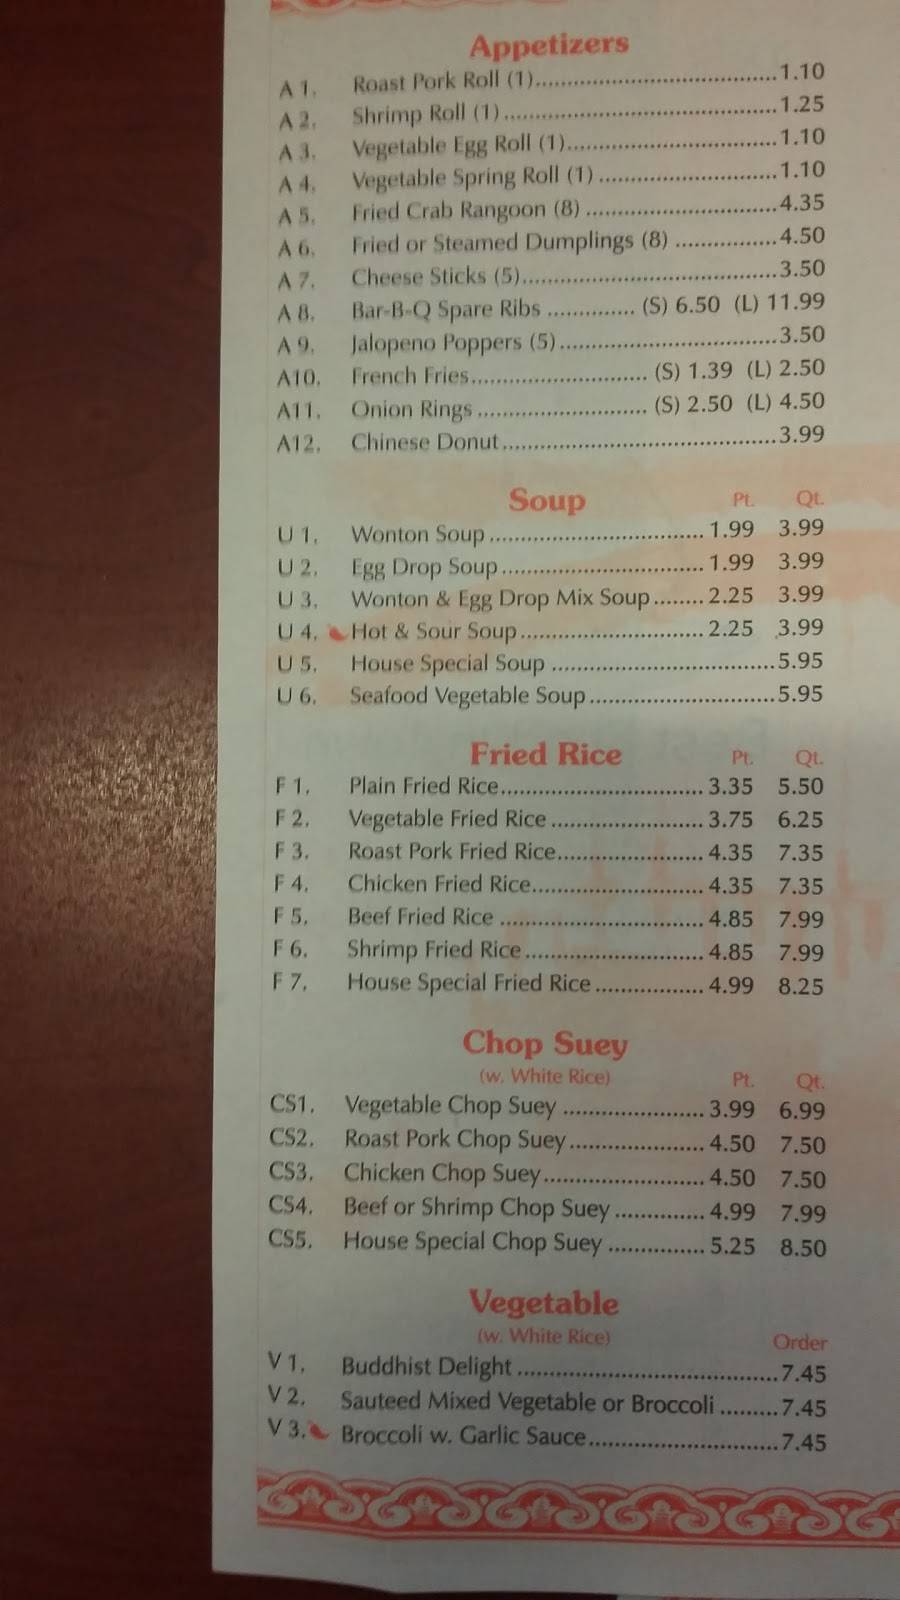 Appetizers
A 1. Roast Pork Roll (1) 1.10
A 2. Shrimp Roll (1) 1.25
A 3. Vegetable Egg Roll (1) 1.10
A 4. Vegetable Spring Roll (1) 1.10
A 5. Fried Crab Rangoon (8) 4.35
A 6. Fried or Steamed Dumplings (8) 4.50
A 7. Cheese Sticks (5) 3.50
A 8. Bar-B-Q Spare Ribs (S) 6.50 (L) 11.99
A 9. Jalopeno Poppers (5) 3.50
A10. French Fries (S) 1.39 (L) 2.50
A11. Onion Rings (S) 2.50 (L) 4.50
A12. Chinese Donut 3.99
Soup Pt. Qt.
U 1. Wonton Soup 1.99 3.99
U 2. Egg Drop Soup 1.99 3.99
U 3. Wonton & Egg Drop Mix Soup 2.25 3.99
U 4. Hot & Sour Soup 2.25 3.99
U 5. House Special Soup 5.95
U 6. Seafood Vegetable Soup 5.95
Fried Rice Pt. Qt.
F 1. Plain Fried Rice 3.35 5.50
F 2. Vegetable Fried Rice 3.75 6.25
F 3. Roast Pork Fried Rice 4.35 7.35
F 4. Chicken Fried Rice 4.35 7.35
F 5. Beef Fried Rice 4.85 7.99
F 6. Shrimp Fried Rice 4.85 7.99
F 7. House Special Fried Rice 4.99 8.25
Chop Suey
(w. White Rice) Pt. Qt.
CS1. Vegetable Chop Suey 3.99 6.99
CS2. Roast Pork Chop Suey 4.50 7.50
CS3. Chicken Chop Suey 4.50 7.50
CS4. Beef or Shrimp Chop Suey 4.99 7.99
CS5. House Special Chop Suey 5.25 8.50
Vegetable
(w. White Rice) Order
V 1. Buddhist Delight 7.45
V 2. Sauteed Mixed Vegetable or Broccoli 7.45
V 3. Broccoli w. Garlic Sauce 7.45